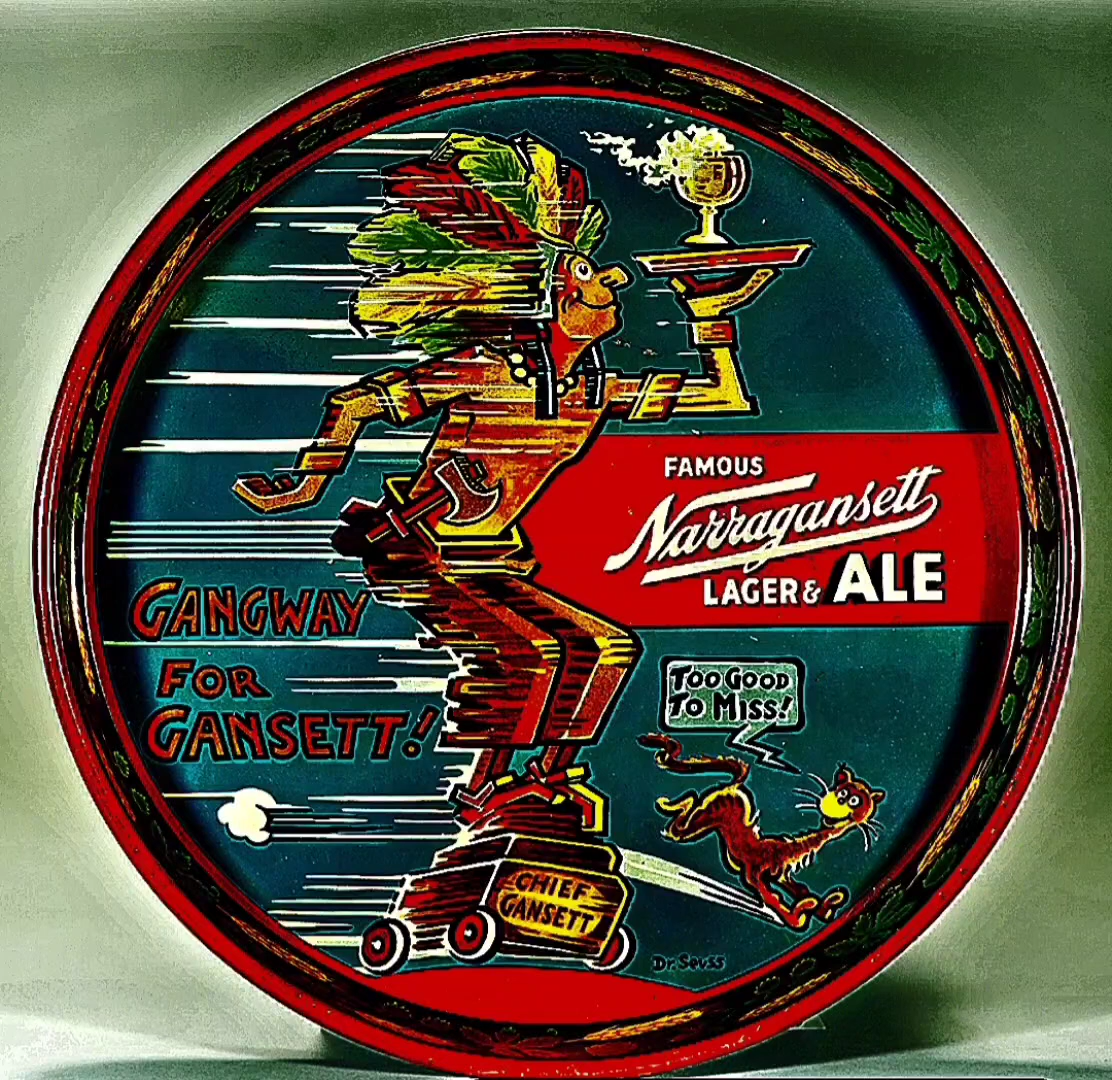 FAMOUS
Narragansett
LAGER & ALE
GANGWAY
FOR
GANSETT!
TOO GOOD
TO MISS!
CHIEF
GANSETT
Dr. Seuss